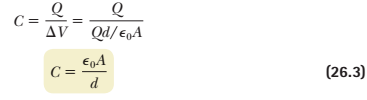 C = Q/ΔV = Q/(Qd/ϵ₀A)
C = ϵ₀A/d (26.3)